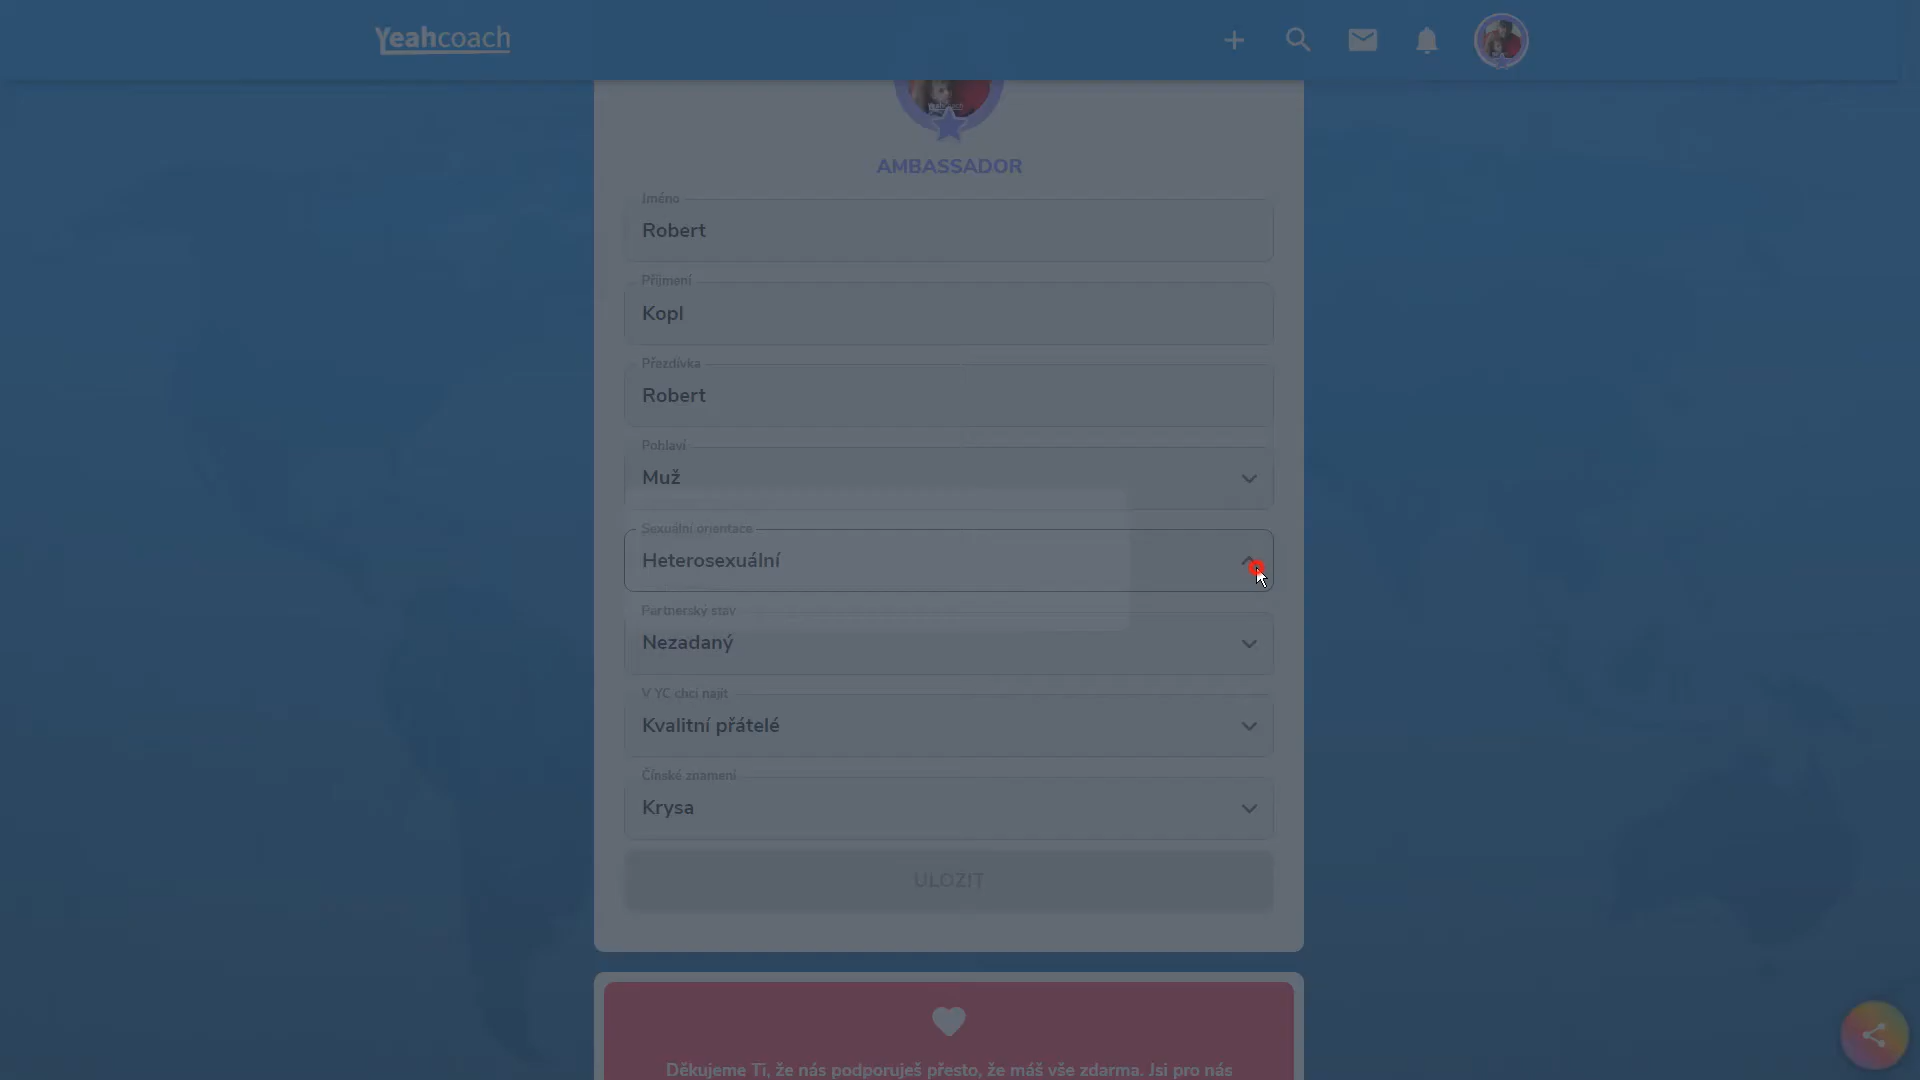 Yeahcoach
AMBASSADOR
Jméno
Robert
Příjmení
Kopl
Přezdívka
Robert
Pohlaví
Muž
Sexuální orientace
Heterosexuální
Partnerský stav
Nezadaný
V YC chci najít
Kvalitní přátelé
Čínské znamení
Krysa
ULOŽIT
Děkujeme Ti, že nás podporuješ přesto, že máš vše zdarma. Jsi pro nás